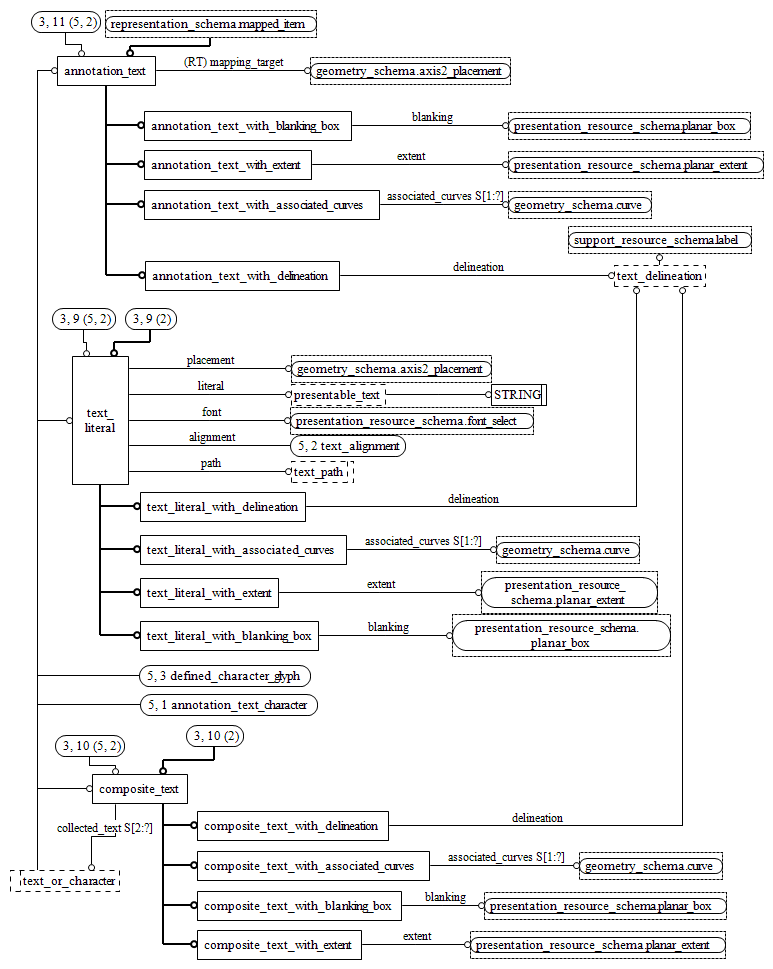 3, 11 (5, 2)
representation_schema.mapped_item
annotation_text
(RT) mapping_target
geometry_schema.axis2_placement
annotation_text_with_blanking_box
blanking
presentation_resource_schema.planar_box
annotation_text_with_extent
extent
presentation_resource_schema.planar_extent
annotation_text_with_associated_curves
associated_curves S[1:?]
geometry_schema.curve
support_resource_schema.label
annotation_text_with_delineation
delineation
text_delineation
3, 9 (5, 2)
3, 9 (2)
text_
literal
placement
geometry_schema.axis2_placement
literal
presentable_text
STRING
font
presentation_resource_schema.font_select
alignment
5, 2 text_alignment
path
text_path
text_literal_with_delineation
delineation
text_literal_with_associated_curves
associated_curves S[1:?]
geometry_schema.curve
text_literal_with_extent
extent
presentation_resource_
schema.planar_extent
text_literal_with_blanking_box
blanking
presentation_resource_schema.
planar_box
5, 3 defined_character_glyph
5, 1 annotation_text_character
3, 10 (5, 2)
3, 10 (2)
composite_text
collected_text S[2:?]
text_or_character
composite_text_with_delineation
delineation
composite_text_with_associated_curves
associated_curves S[1:?]
geometry_schema.curve
composite_text_with_blanking_box
blanking
presentation_resource_schema.planar_box
composite_text_with_extent
extent
presentation_resource_schema.planar_extent